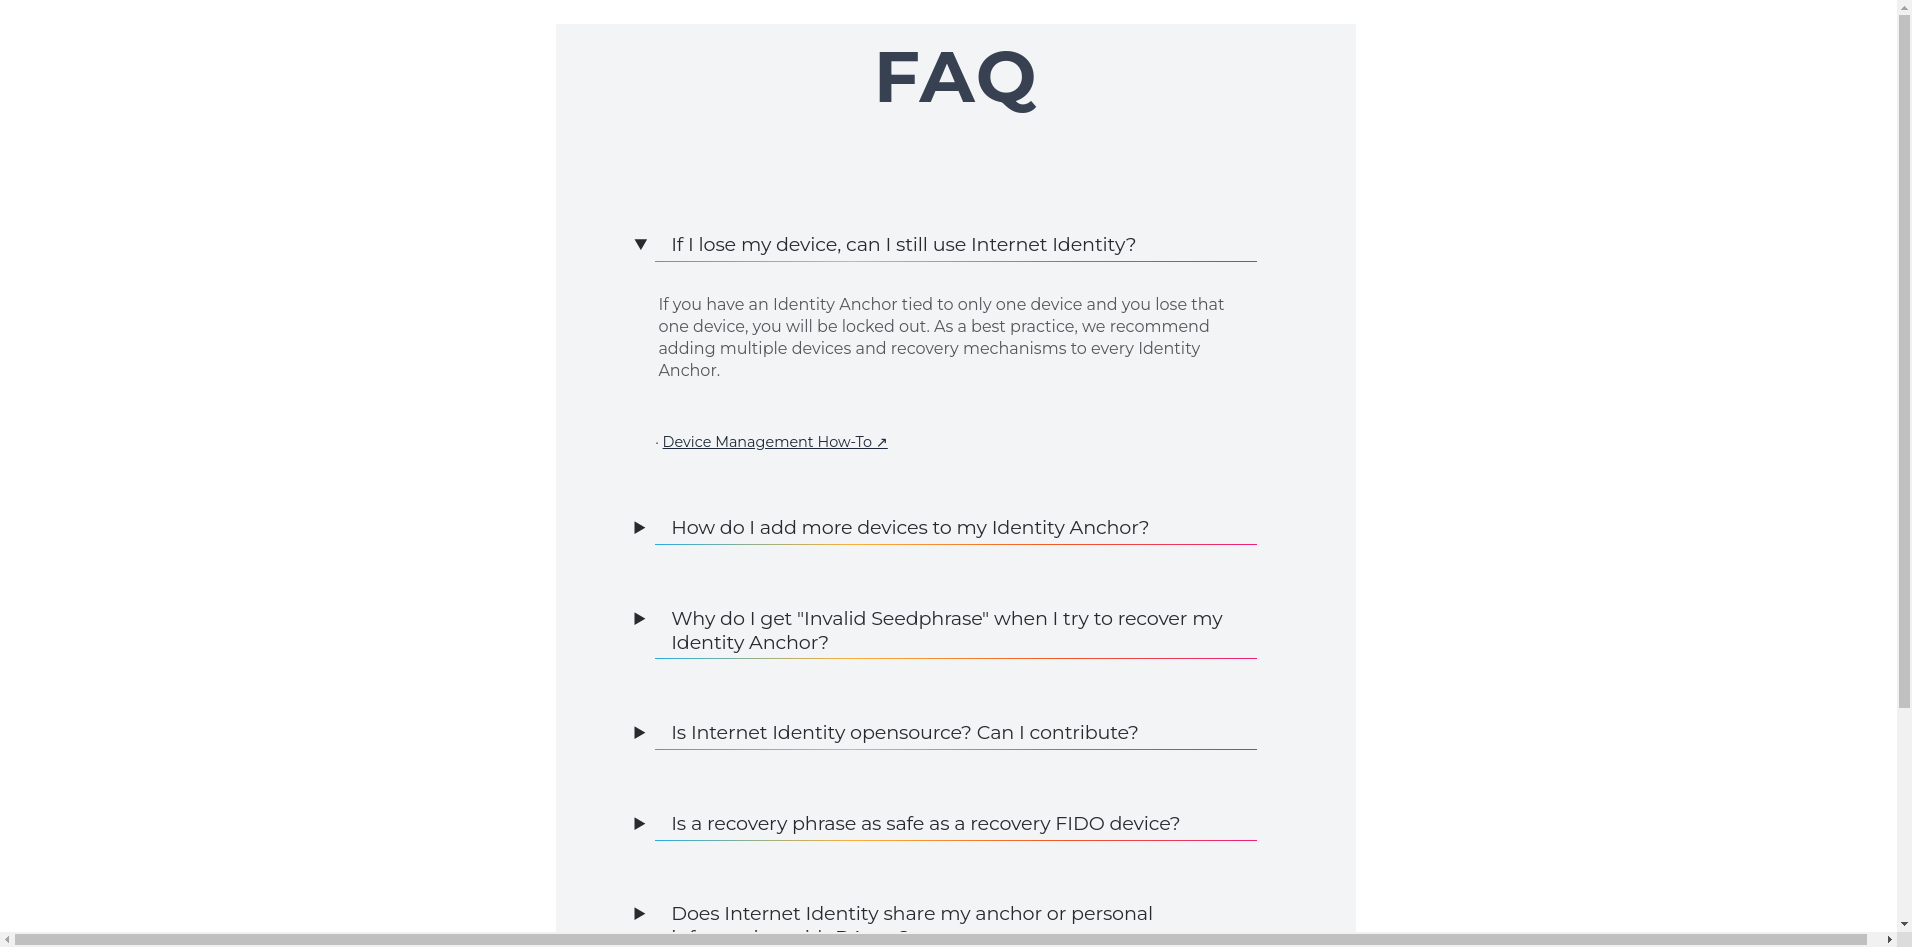 FAQ
If I lose my device, can I still use Internet Identity?
If you have an Identity Anchor tied to only one device and you lose that
one device, you will be locked out. As a best practice, we recommend
adding multiple devices and recovery mechanisms to every Identity
Anchor.
· Device Management How-To ↗
How do I add more devices to my Identity Anchor?
Why do I get "Invalid Seedphrase" when I try to recover my
Identity Anchor?
Is Internet Identity opensource? Can I contribute?
Is a recovery phrase as safe as a recovery FIDO device?
Does Internet Identity share my anchor or personal